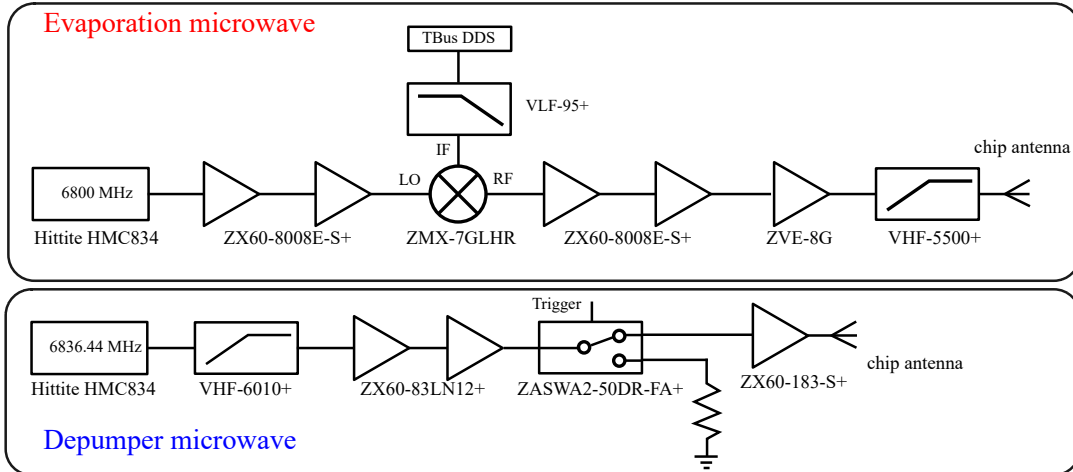 Evaporation microwave
TBus DDS
VLF-95+
IF
chip antenna
LO
RF
6800 MHz
Hittite HMC834
ZX60-8008E-S+
ZMX-7GLHR
ZX60-8008E-S+
ZVE-8G
VHF-5500+
Trigger
6836.44 MHz
chip antenna
Hittite HMC834
VHF-6010+
ZX60-83LN12+
ZASWA2-50DR-FA+
ZX60-183-S+
Depumper microwave